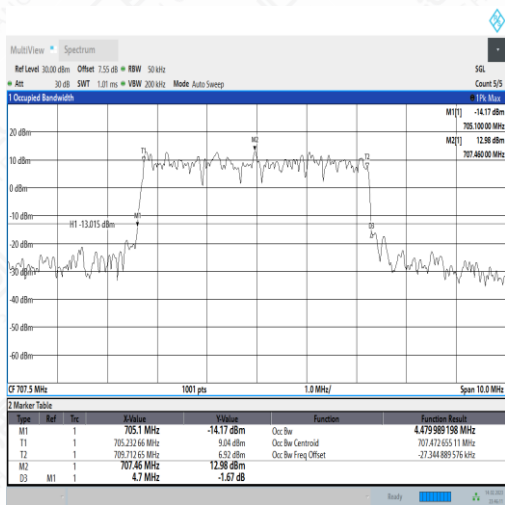 MultiView Spectrum
Ref Level 30.00 dBm Offset 7.55 dB RBW 50 kHz SGL
Att 30 dB SWT 1.01 ms VBW 200 kHz Mode Auto Sweep Count 5/5
1 Occupied Bandwidth 1Pk Max
M1[1] -14.17 dBm
705.100 00 MHz
M2[1] 12.98 dBm
707.460 00 MHz
20 dBm
M2
T1
T2
10 dBm
0 dBm
-10 dBm
M1
H1 -13.015 dBm
D3
-20 dBm
-30 dBm
-40 dBm
-50 dBm
-60 dBm
CF 707.5 MHz 1001 pts 1.0 MHz/ Span 10.0 MHz
2 Marker Table
Type Ref Trc X-Value Y-Value Function Function Result
M1 1 705.1 MHz -14.17 dBm Occ Bw 4.479 989 198 MHz
T1 1 705.232 66 MHz 9.04 dBm Occ Bw Centroid 707.472 655 11 MHz
T2 1 709.712 65 MHz 6.92 dBm Occ Bw Freq Offset -27.344 889 576 kHz
M2 1 707.46 MHz 12.98 dBm
D3 M1 1 4.7 MHz -1.67 dB
Ready